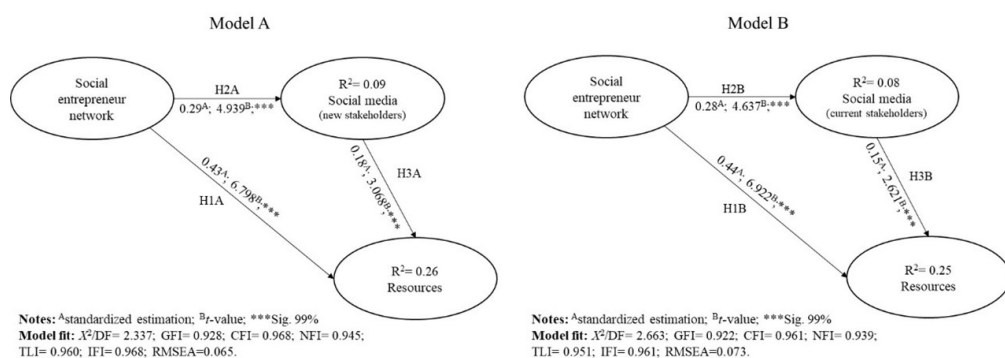 Model A
Social
entrepreneur
network
H2A
0.29ᴬ; 4.939ᴮ;***
R²= 0.09
Social media
(new stakeholders)
0.43ᴬ; 6.798ᴮ;***
H1A
0.18ᴬ; 3.068ᴮ;***
H3A
R²= 0.26
Resources
Notes: ᴬstandardized estimation; ᴮt-value; ***Sig. 99%
Model fit: X²/DF= 2.337; GFI= 0.928; CFI= 0.968; NFI= 0.945;
TLI= 0.960; IFI= 0.968; RMSEA=0.065.
Model B
Social
entrepreneur
network
H2B
0.28ᴬ; 4.637ᴮ;***
R²= 0.08
Social media
(current stakeholders)
0.44ᴬ; 6.922ᴮ;***
H1B
0.15ᴬ; 2.621ᴮ;***
H3B
R²= 0.25
Resources
Notes: ᴬstandardized estimation; ᴮt-value; ***Sig. 99%
Model fit: X²/DF= 2.663; GFI= 0.922; CFI= 0.961; NFI= 0.939;
TLI= 0.951; IFI= 0.961; RMSEA=0.073.